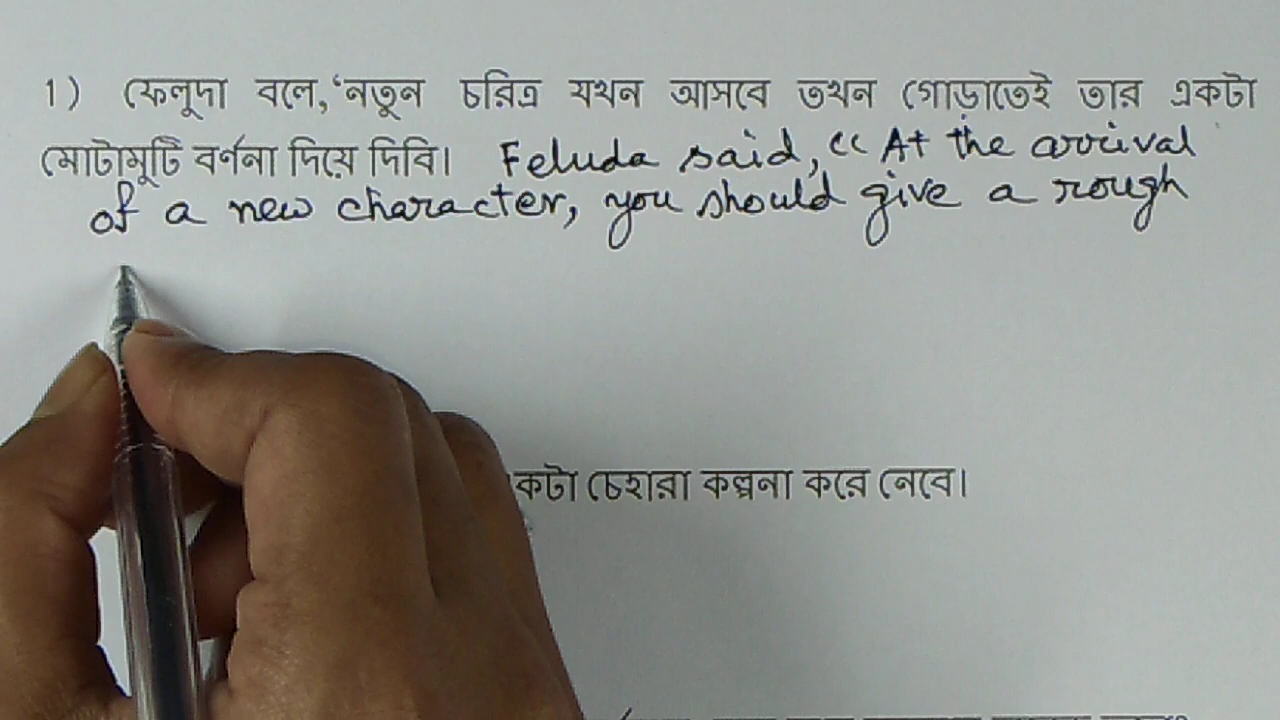 1) ফেলুদা বলে,‘নতুন চরিত্র যখন আসবে তখন গোড়াতেই তার একটা
মোটামুটি বর্ণনা দিয়ে দিবি। Feluda said, “At the arrival
of a new character, you should give a rough
কটা চেহারা কল্পনা করে নেবে।